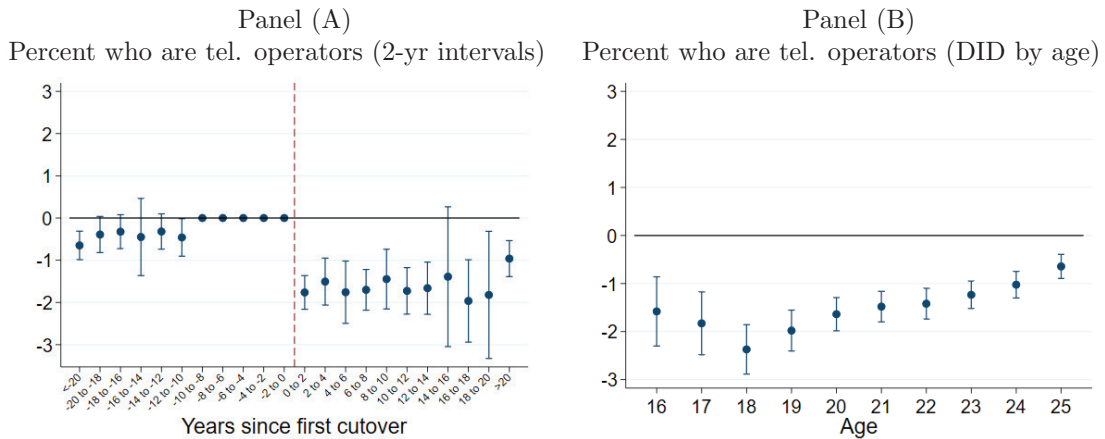 Panel (A)
Percent who are tel. operators (2-yr intervals)
3
2
1
0
-1
-2
-3
<-20
-20 to -18
-18 to -16
-16 to -14
-14 to -12
-12 to -10
-10 to -8
-8 to -6
-6 to -4
-4 to -2
-2 to 0
0 to 2
2 to 4
4 to 6
6 to 8
8 to 10
10 to 12
12 to 14
14 to 16
16 to 18
18 to 20
>20
Years since first cutover
Panel (B)
Percent who are tel. operators (DID by age)
3
2
1
0
-1
-2
-3
16 17 18 19 20 21 22 23 24 25
Age